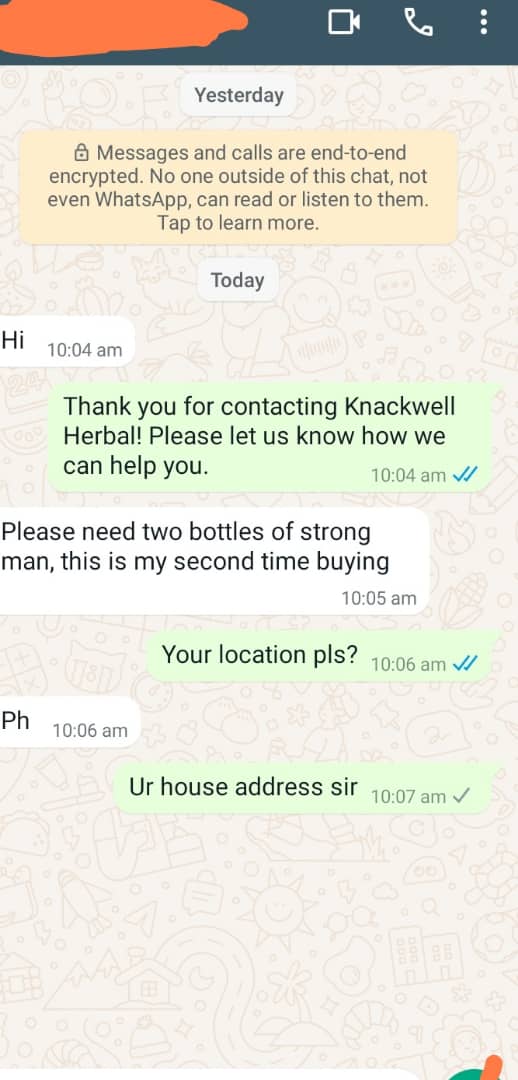 Yesterday
Messages and calls are end-to-end
encrypted. No one outside of this chat, not
even WhatsApp, can read or listen to them.
Tap to learn more.
Today
Hi
10:04 am
Thank you for contacting Knackwell
Herbal! Please let us know how we
can help you.
10:04 am
Please need two bottles of strong
man, this is my second time buying
10:05 am
Your location pls?
10:06 am
Ph
10:06 am
Ur house address sir
10:07 am